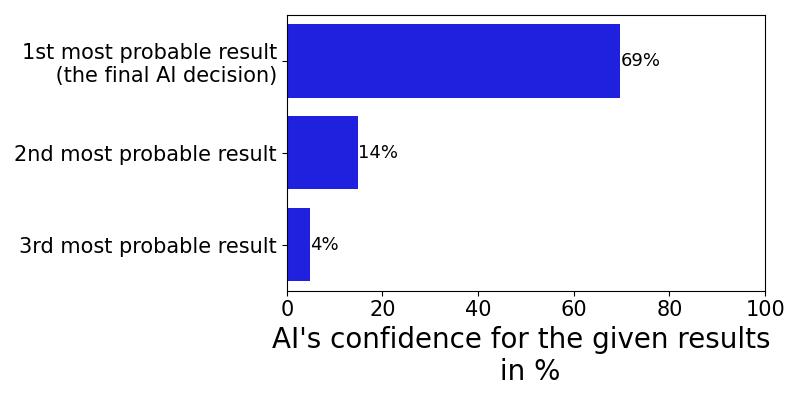 1st most probable result
(the final AI decision)
69%
2nd most probable result
14%
3rd most probable result
4%
0 20 40 60 80 100
AI's confidence for the given results
in %